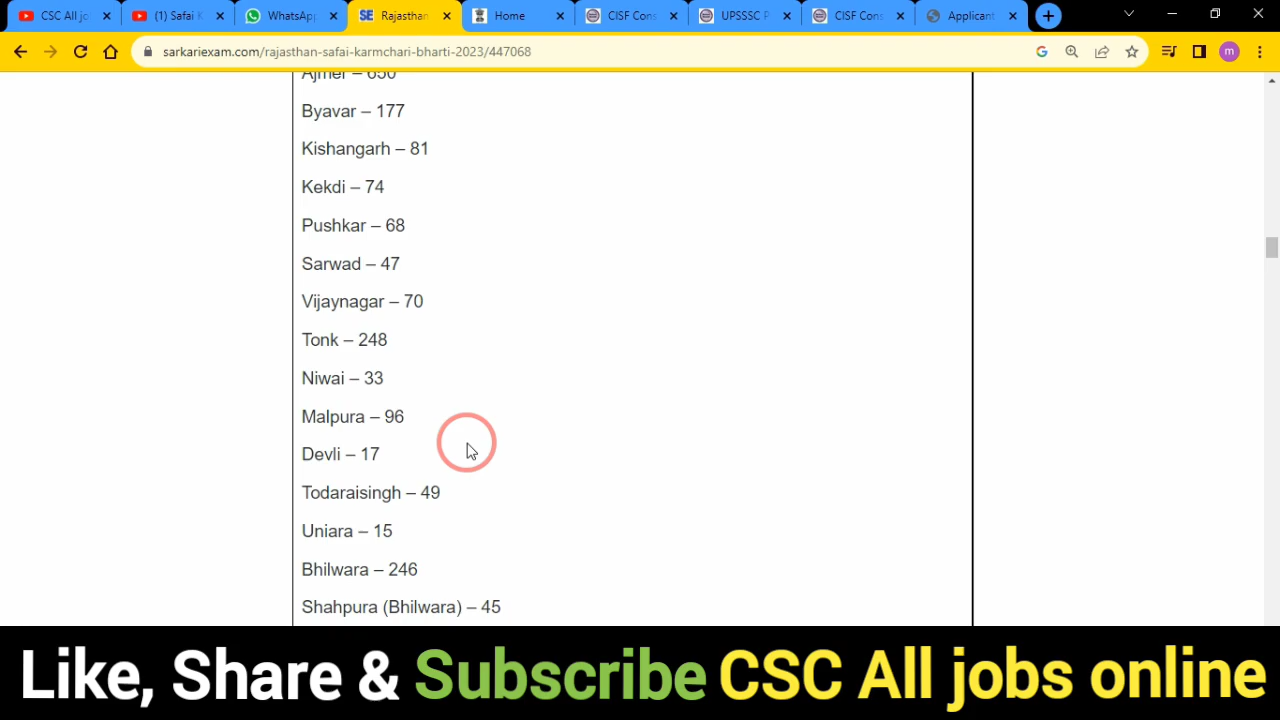 CSC All jo
(1) Safai K
WhatsApp
Rajasthan
Home
CISF Cons
UPSSSC P
CISF Cons
Applicant
sarkariexam.com/rajasthan-safai-karmchari-bharti-2023/447068
Ajmer – 650
Byavar – 177
Kishangarh – 81
Kekdi – 74
Pushkar – 68
Sarwad – 47
Vijaynagar – 70
Tonk – 248
Niwai – 33
Malpura – 96
Devli – 17
Todaraisingh – 49
Uniara – 15
Bhilwara – 246
Shahpura (Bhilwara) – 45
Like, Share & Subscribe CSC All jobs online